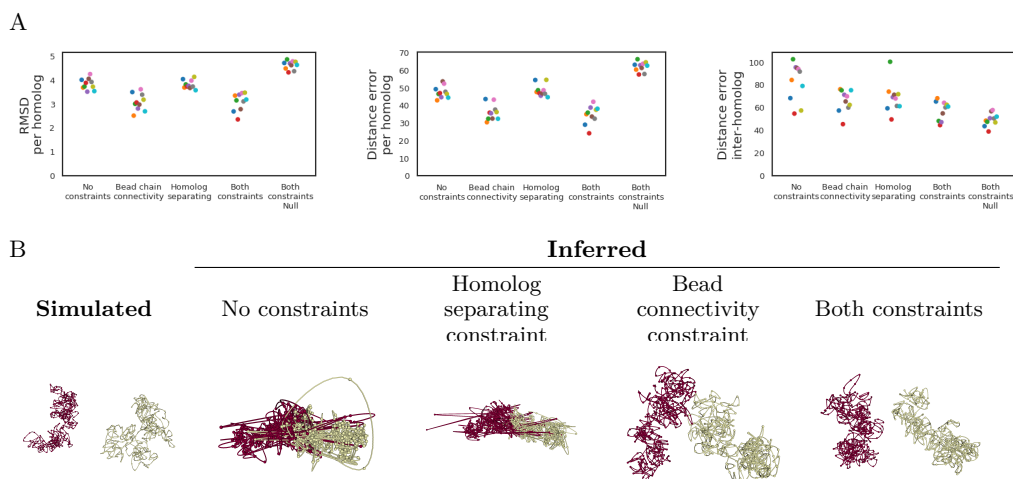 A
RMSD
per homolog
5
4
3
2
1
0
No
constraints
Bead chain
connectivity
Homolog
separating
Both
constraints
Both
constraints
Null
Distance error
per homolog
70
60
50
40
30
20
10
0
No
constraints
Bead chain
connectivity
Homolog
separating
Both
constraints
Both
constraints
Null
Distance error
inter-homolog
100
80
60
40
20
0
No
constraints
Bead chain
connectivity
Homolog
separating
Both
constraints
Both
constraints
Null
B
Inferred
Simulated
No constraints
Homolog
separating
constraint
Bead
connectivity
constraint
Both constraints